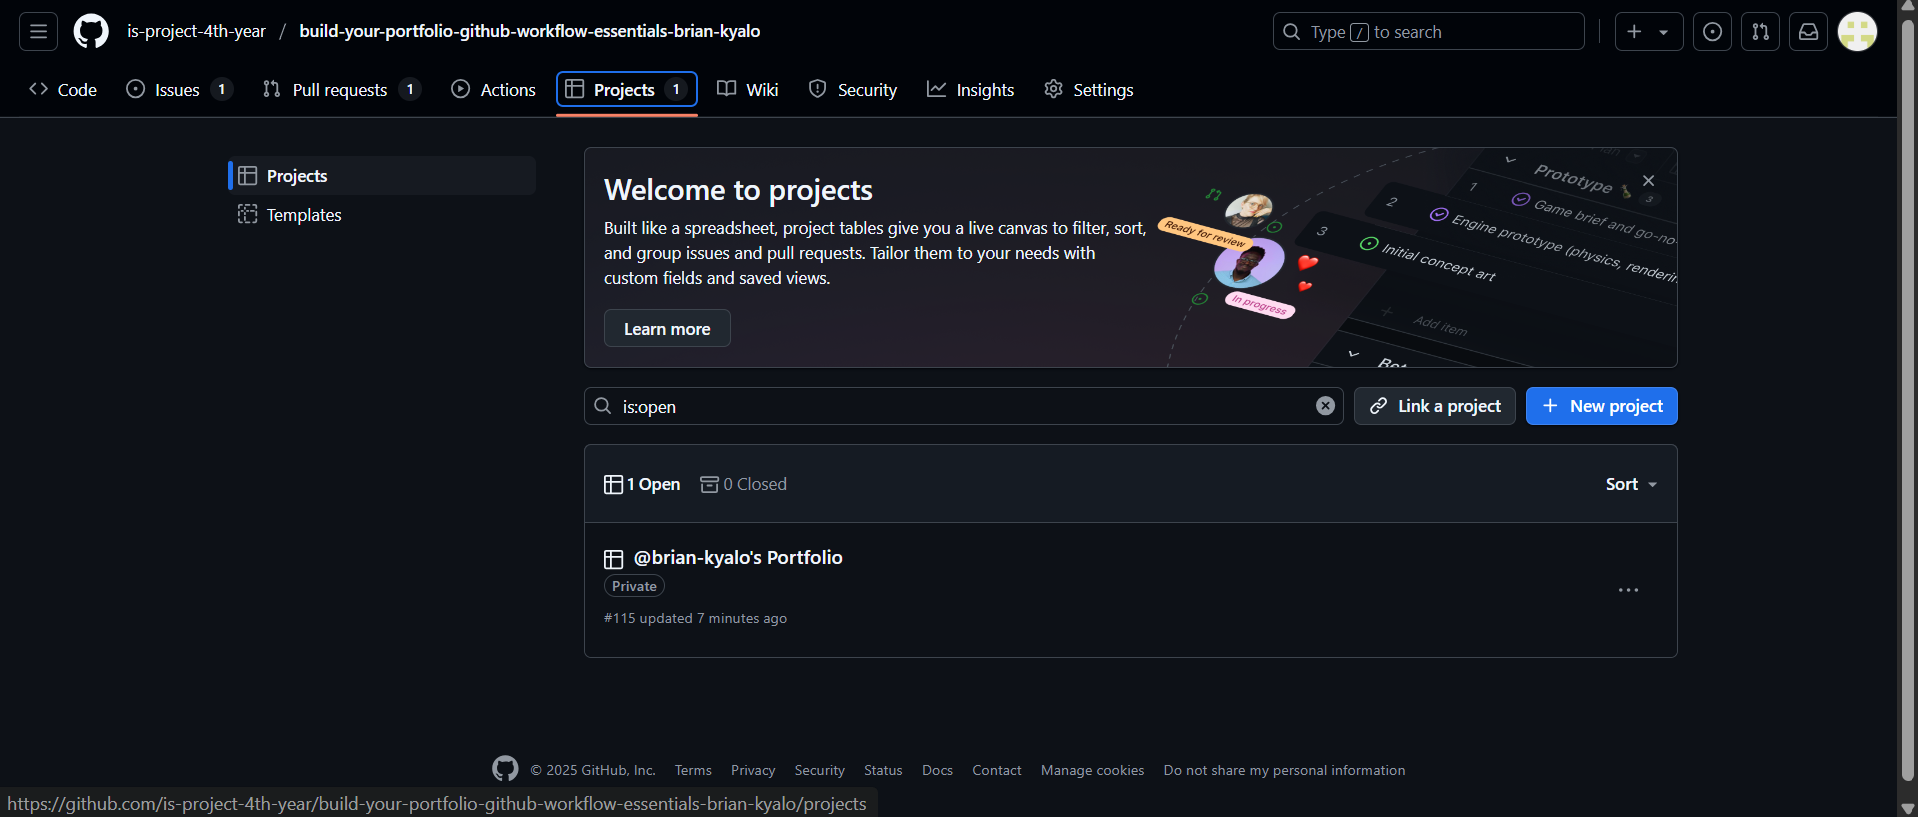 is-project-4th-year / build-your-portfolio-github-workflow-essentials-brian-kyalo
Type / to search
Code
Issues 1
Pull requests 1
Actions
Projects 1
Wiki
Security
Insights
Settings
Projects
Templates
Welcome to projects
Built like a spreadsheet, project tables give you a live canvas to filter, sort,
and group issues and pull requests. Tailor them to your needs with
custom fields and saved views.
Learn more
Ready for review
In progress
Prototype 3
1 Game brief and go-no-
2 Engine prototype (physics, renderin
3 Initial concept art
+ Add item
is:open
Link a project
New project
1 Open
0 Closed
Sort
@brian-kyalo's Portfolio
Private
#115 updated 7 minutes ago
© 2025 GitHub, Inc.
Terms
Privacy
Security
Status
Docs
Contact
Manage cookies
Do not share my personal information
https://github.com/is-project-4th-year/build-your-portfolio-github-workflow-essentials-brian-kyalo/projects